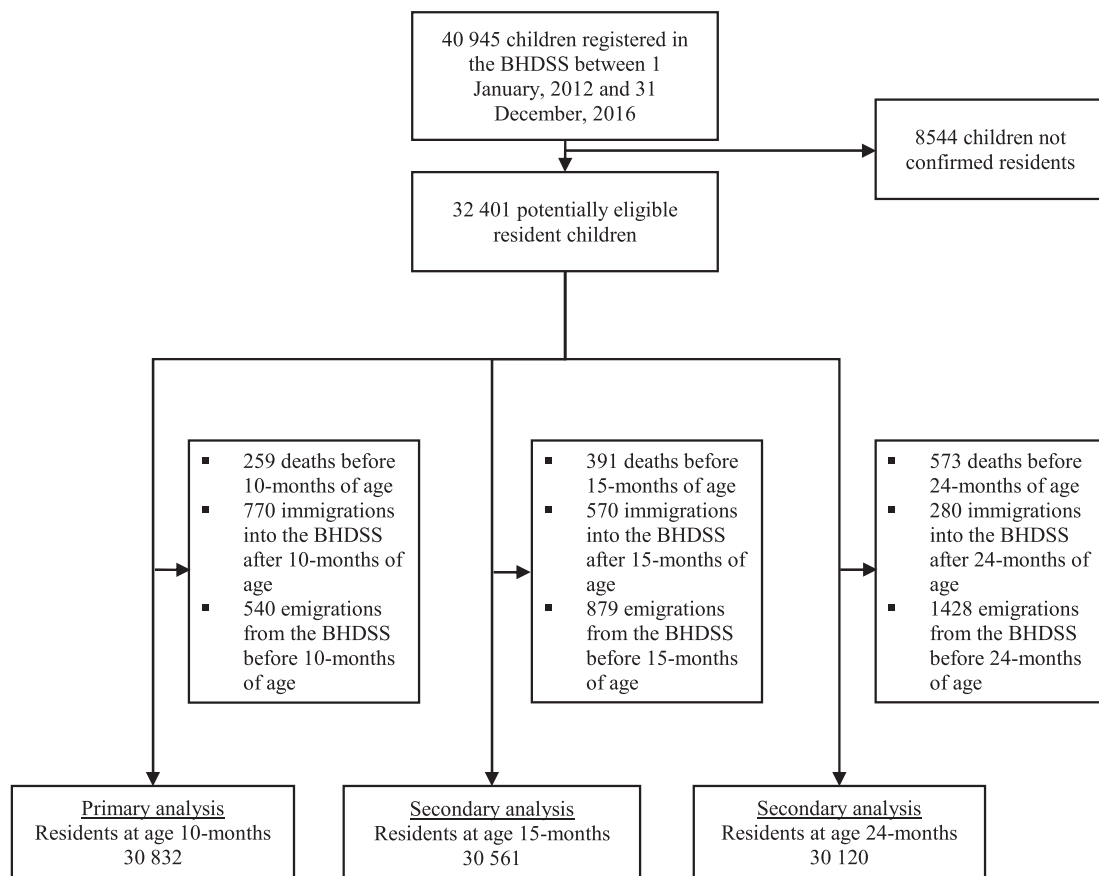 40 945 children registered in
the BHDSS between 1
January, 2012 and 31
December, 2016
8544 children not
confirmed residents
32 401 potentially eligible
resident children
▪ 259 deaths before
10-months of age
▪ 770 immigrations
into the BHDSS
after 10-months of
age
▪ 540 emigrations
from the BHDSS
before 10-months
of age
▪ 391 deaths before
15-months of age
▪ 570 immigrations
into the BHDSS
after 15-months of
age
▪ 879 emigrations
from the BHDSS
before 15-months
of age
▪ 573 deaths before
24-months of age
▪ 280 immigrations
into the BHDSS
after 24-months of
age
▪ 1428 emigrations
from the BHDSS
before 24-months
of age
Primary analysis
Residents at age 10-months
30 832
Secondary analysis
Residents at age 15-months
30 561
Secondary analysis
Residents at age 24-months
30 120